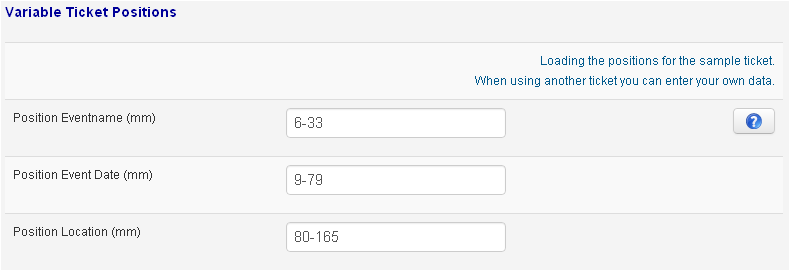 Variable Ticket Positions
Loading the positions for the sample ticket.
When using another ticket you can enter your own data.
Position Eventname (mm)
6-33
?
Position Event Date (mm)
9-79
Position Location (mm)
80-165